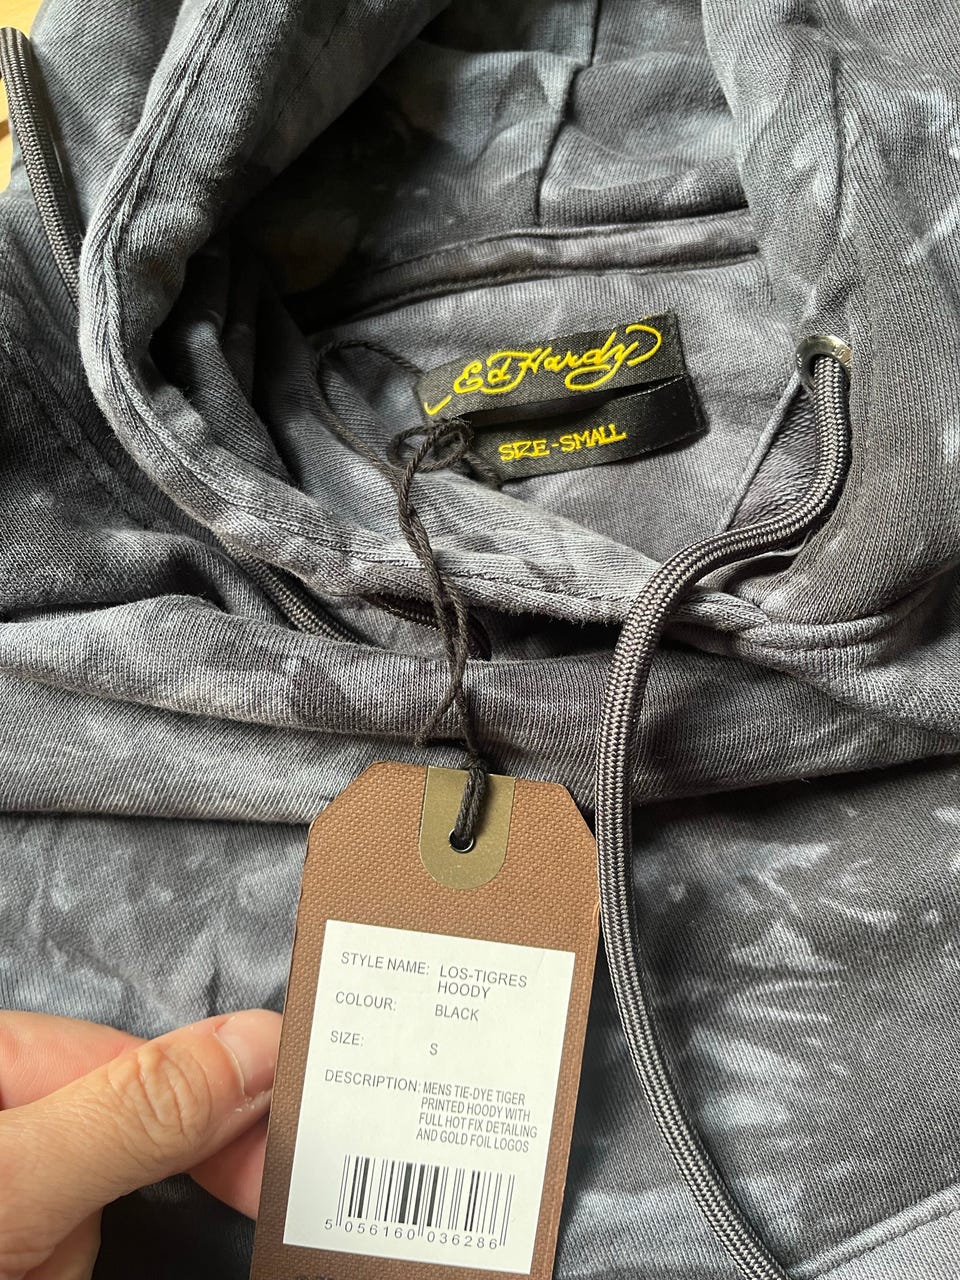 Ed Hardy
SIZE-SMALL
STYLE NAME: LOS-TIGRES
HOODY
COLOUR: BLACK
SIZE: S
DESCRIPTION: MENS TIE-DYE TIGER
PRINTED HOODY WITH
FULL HOT FIX DETAILING
AND GOLD FOIL LOGOS
5 056160 036286